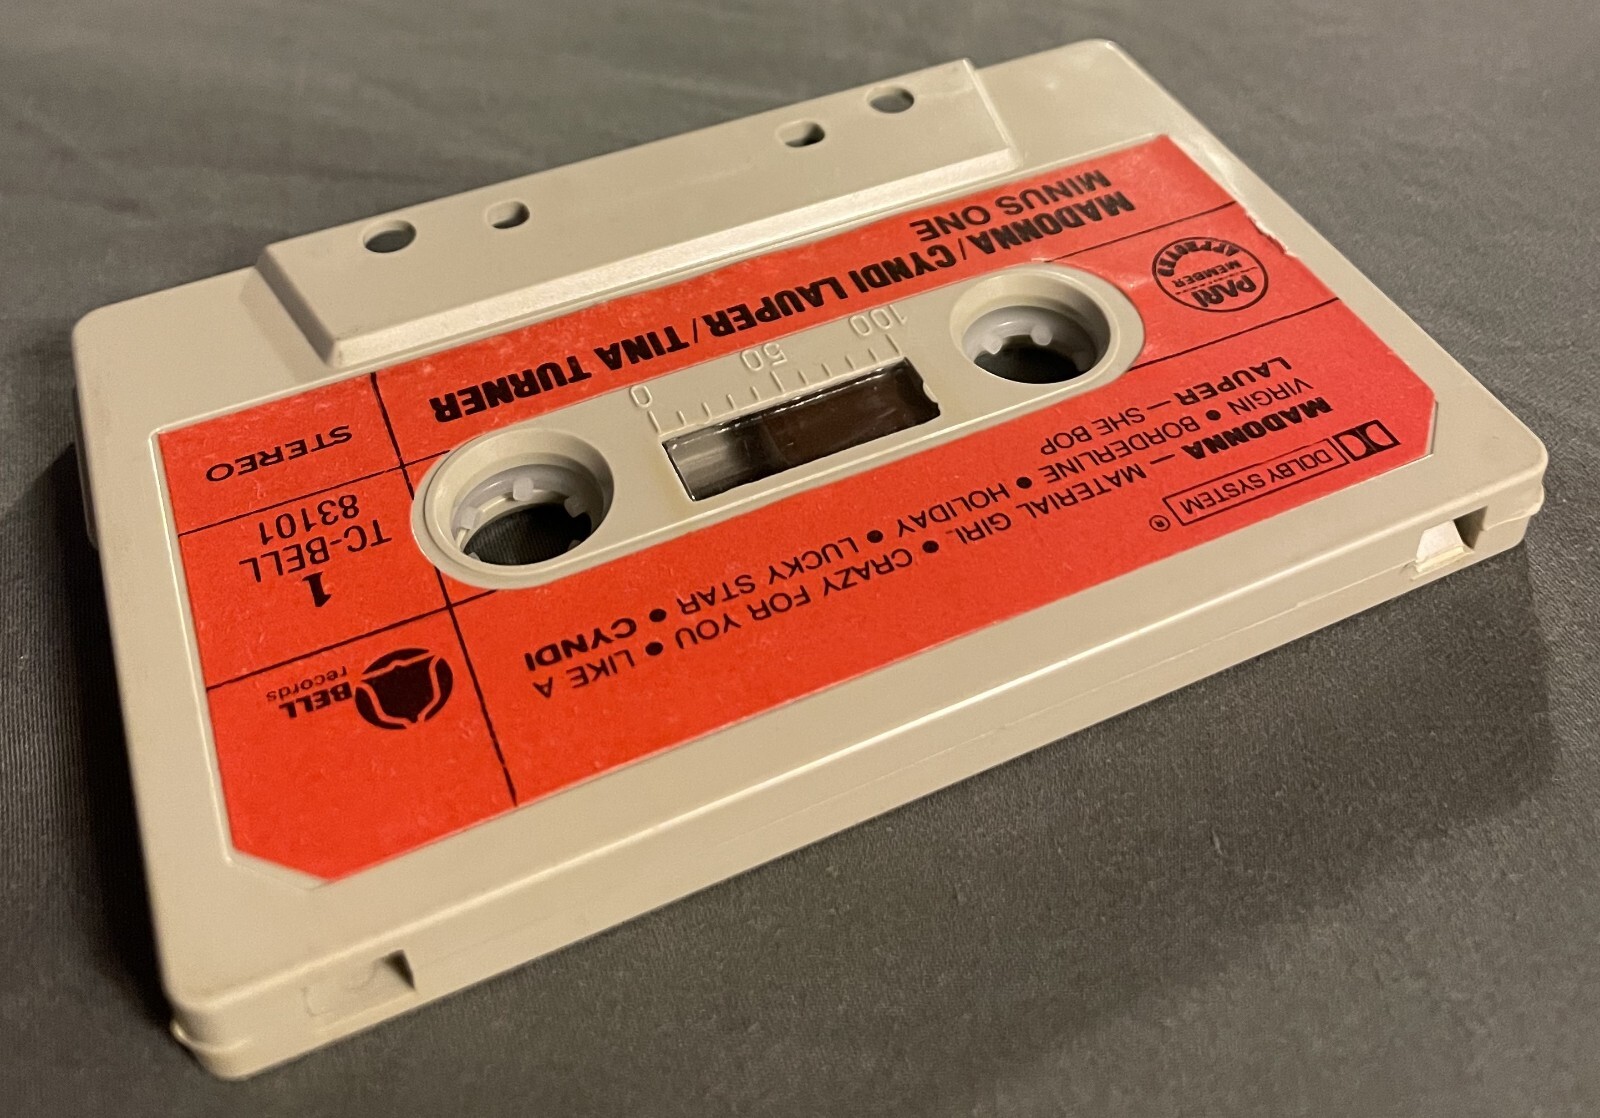 DOLBY SYSTEM ®
MADONNA — MATERIAL GIRL • CRAZY FOR YOU • LIKE A
VIRGIN • BORDERLINE • HOLIDAY • LUCKY STAR • CYNDI
LAUPER — SHE BOP
BELL
records
PARI
MEMBER
APPROVED
100 50 0
1
TC-BELL
83101
STEREO
MADONNA/CYNDI LAUPER/TINA TURNER
MINUS ONE